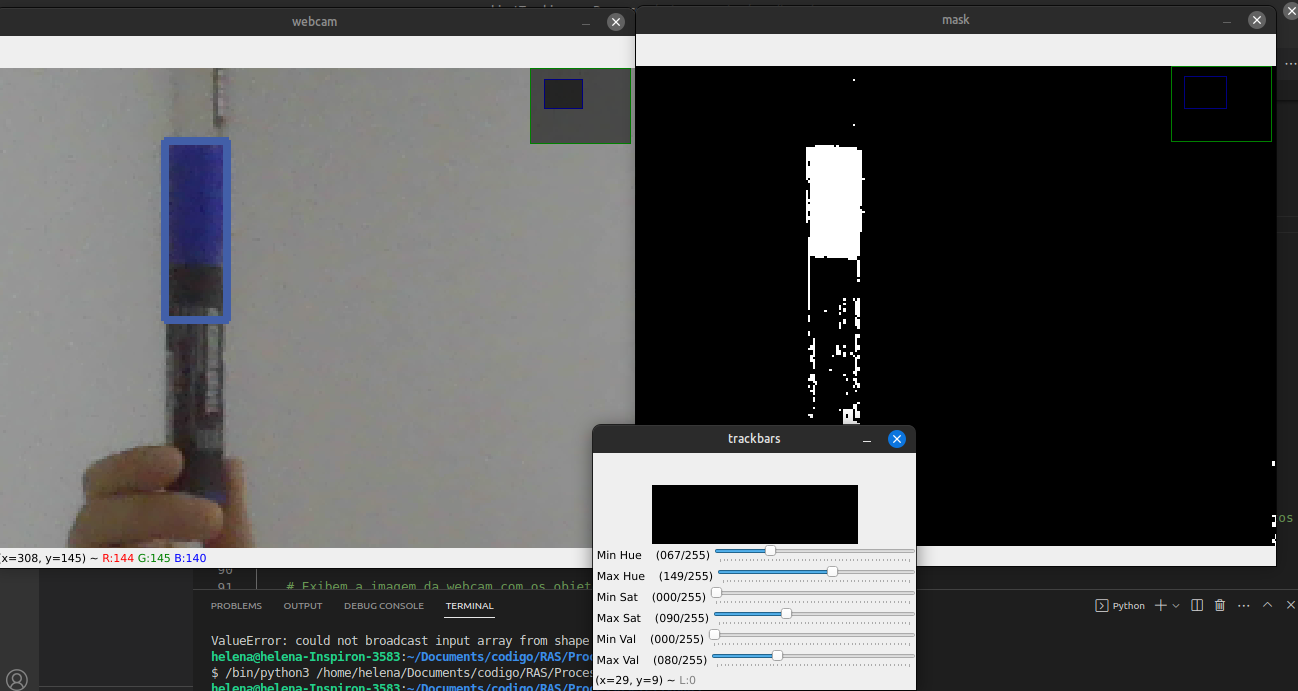 webcam
mask
trackbars
(x=308, y=145) ~ R:144 G:145 B:140
Min Hue (067/255)
Max Hue (149/255)
Min Sat (000/255)
Max Sat (090/255)
Min Val (000/255)
Max Val (080/255)
(x=29, y=9) ~ L:0
90
91 # Exibem a imagem da webcam com os objet
os
PROBLEMS OUTPUT DEBUG CONSOLE TERMINAL
Python
ValueError: could not broadcast input array from shape
helena@helena-Inspiron-3583:~/Documents/codigo/RAS/Proc
$ /bin/python3 /home/helena/Documents/codigo/RAS/Proces
helena@helena-Inspiron-3583:~/Documents/codigo/RAS/Proc